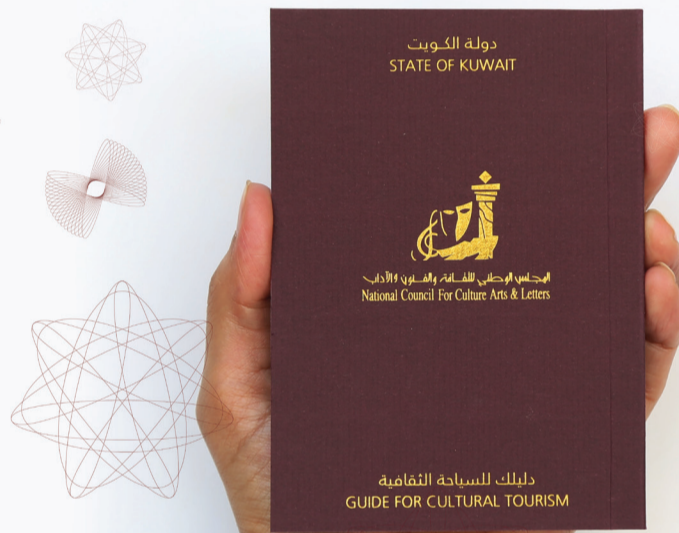 دولة الكويت
STATE OF KUWAIT
المجلس الوطني للثقافة والفنون والآداب
National Council For Culture Arts & Letters
دليلك للسياحة الثقافية
GUIDE FOR CULTURAL TOURISM